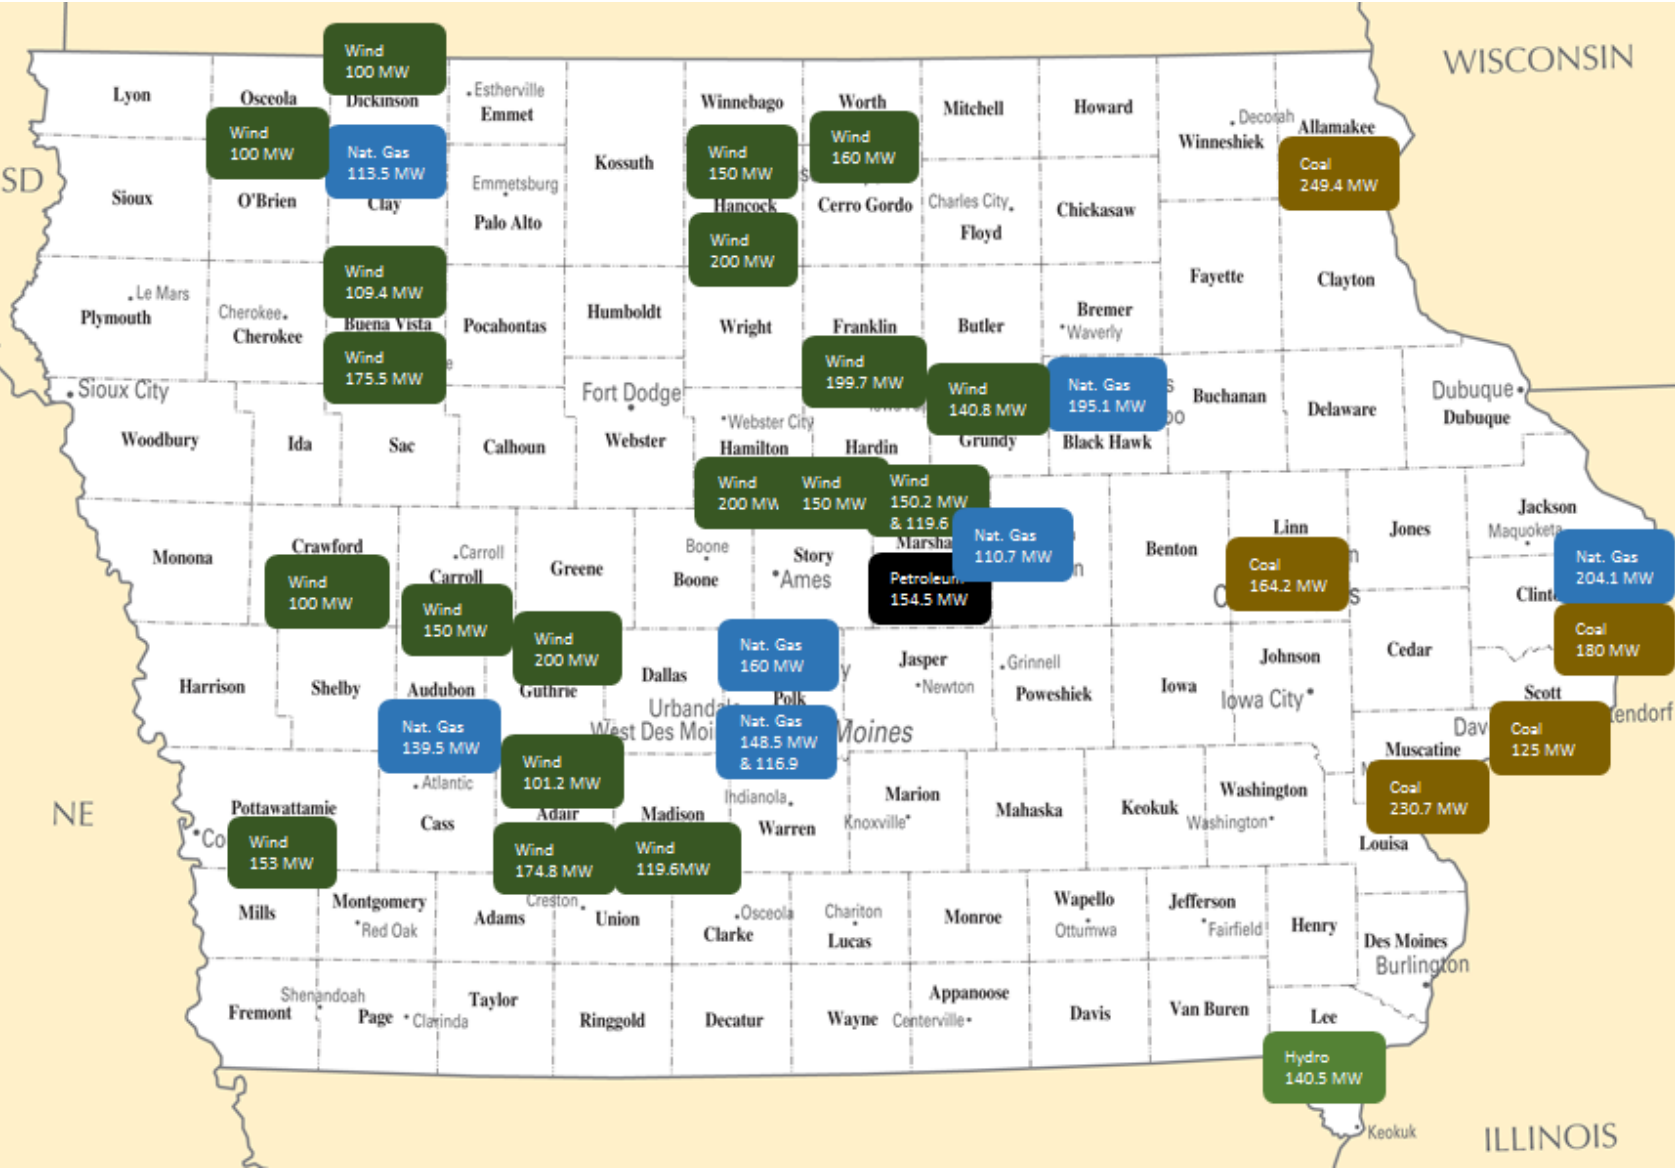 WISCONSIN
Wind
100 MW
Lyon
Osceola
Dickinson
Estherville
Emmet
Winnebago
Worth
Mitchell
Howard
Decorah
Winneshiek
Allamakee
Wind
100 MW
Nat. Gas
113.5 MW
Kossuth
Wind
150 MW
Wind
160 MW
Coal
249.4 MW
SD
Sioux
O'Brien
Clay
Emmetsburg
Palo Alto
Hancock
Cerro Gordo
Charles City
Floyd
Chickasaw
Wind
200 MW
Fayette
Clayton
Wind
109.4 MW
Le Mars
Plymouth
Cherokee
Cherokee
Buena Vista
Pocahontas
Humboldt
Wright
Franklin
Butler
Bremer
Waverly
Wind
175.5 MW
Wind
199.7 MW
Wind
140.8 MW
Nat. Gas
195.1 MW
Sioux City
Fort Dodge
Buchanan
Delaware
Dubuque
Dubuque
Woodbury
Ida
Sac
Calhoun
Webster
Webster City
Hamilton
Hardin
Grundy
Black Hawk
Wind
200 MW
Wind
150 MW
Wind
150.2 MW
& 119.6
Nat. Gas
110.7 MW
Monona
Crawford
Carroll
Carroll
Greene
Boone
Boone
Story
Ames
Marsha
Benton
Linn
Jones
Jackson
Maquoketa
Wind
100 MW
Petroleum
154.5 MW
Coal
164.2 MW
Nat. Gas
204.1 MW
Clint
Wind
150 MW
Wind
200 MW
Nat. Gas
160 MW
Coal
180 MW
Harrison
Shelby
Audubon
Guthrie
Dallas
Polk
Jasper
Newton
Grinnell
Poweshiek
Iowa
Johnson
Iowa City
Cedar
Scott
Urbandal
West Des Moi
Moines
Nat. Gas
139.5 MW
Nat. Gas
148.5 MW
& 116.9
Dav
tendorf
Coal
125 MW
Muscatine
Wind
101.2 MW
Coal
230.7 MW
NE
Pottawattamie
Co
Atlantic
Cass
Adair
Madison
Indianola
Warren
Marion
Knoxville
Mahaska
Keokuk
Washington
Washington
Louisa
Wind
153 MW
Wind
174.8 MW
Wind
119.6MW
Mills
Montgomery
Red Oak
Adams
Creston
Union
Osceola
Clarke
Chariton
Lucas
Monroe
Wapello
Ottumwa
Jefferson
Fairfield
Henry
Des Moines
Burlington
Fremont
Shenandoah
Page
Clarinda
Taylor
Ringgold
Decatur
Wayne
Appanoose
Centerville
Davis
Van Buren
Lee
Hydro
140.5 MW
Keokuk
ILLINOIS